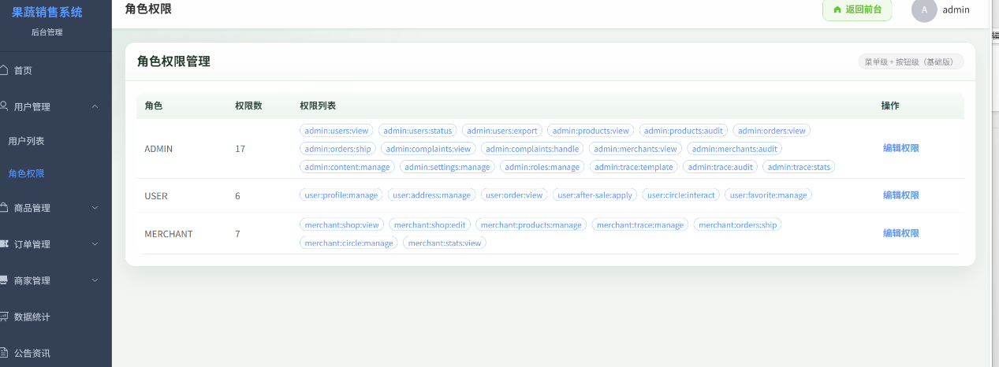 果蔬销售系统
后台管理
首页
用户管理
用户列表
角色权限
商品管理
订单管理
商家管理
数据统计
公告资讯
角色权限
返回前台
A
admin
角色权限管理
菜单级 + 按钮级（基础版）
角色 权限数 权限列表 操作
ADMIN 17 编辑权限
admin:users:view admin:users:status admin:users:export admin:products:view admin:products:audit admin:orders:view
admin:orders:ship admin:complaints:view admin:complaints:handle admin:merchants:view admin:merchants:audit
admin:content:manage admin:settings:manage admin:roles:manage admin:trace:template admin:trace:audit admin:trace:stats
USER 6 user:profile:manage user:address:manage user:order:view user:after-sale:apply user:circle:interact user:favorite:manage 编辑权限
MERCHANT 7 编辑权限
merchant:shop:view merchant:shop:edit merchant:products:manage merchant:trace:manage merchant:orders:ship
merchant:circle:manage merchant:stats:view